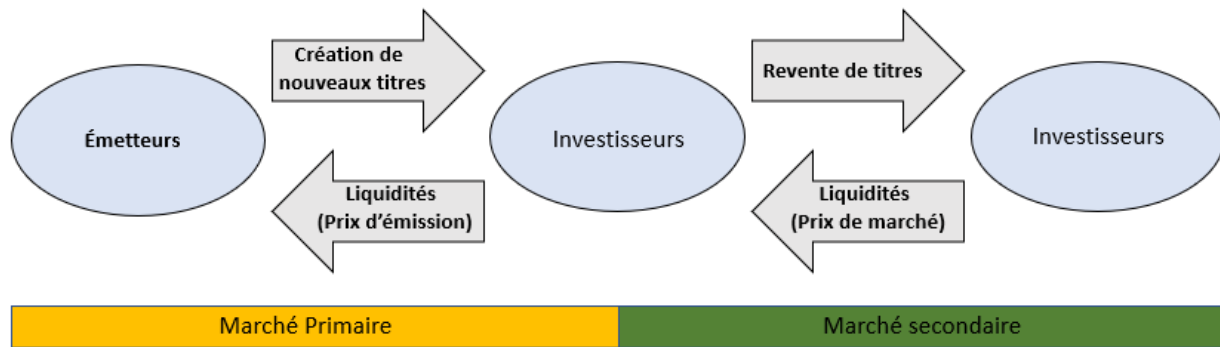 Création de
nouveaux titres
Revente de titres
Émetteurs
Investisseurs
Investisseurs
Liquidités
(Prix d’émission)
Liquidités
(Prix de marché)
Marché Primaire
Marché secondaire